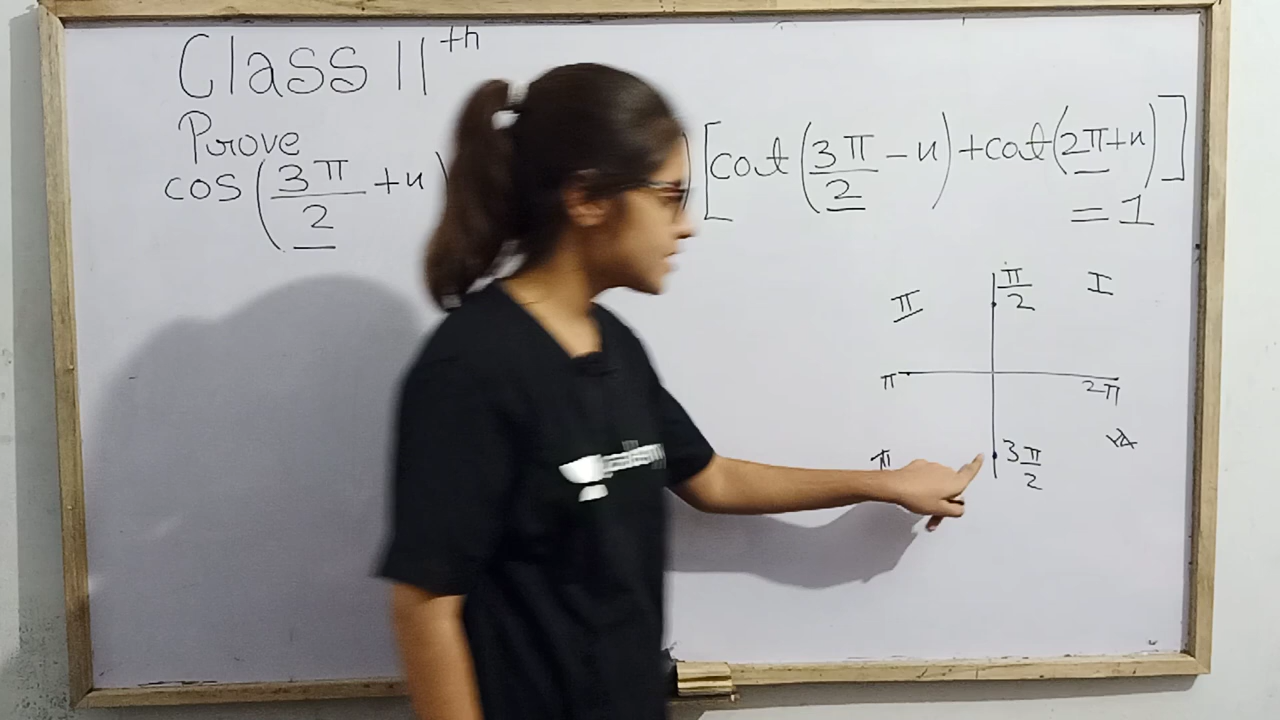 Class 11th
Prove
cos(3π/2 + x) [cot(3π/2 - x) + cot(2π + x)]
= 1
π/2
I
II
π
2π
3π/2